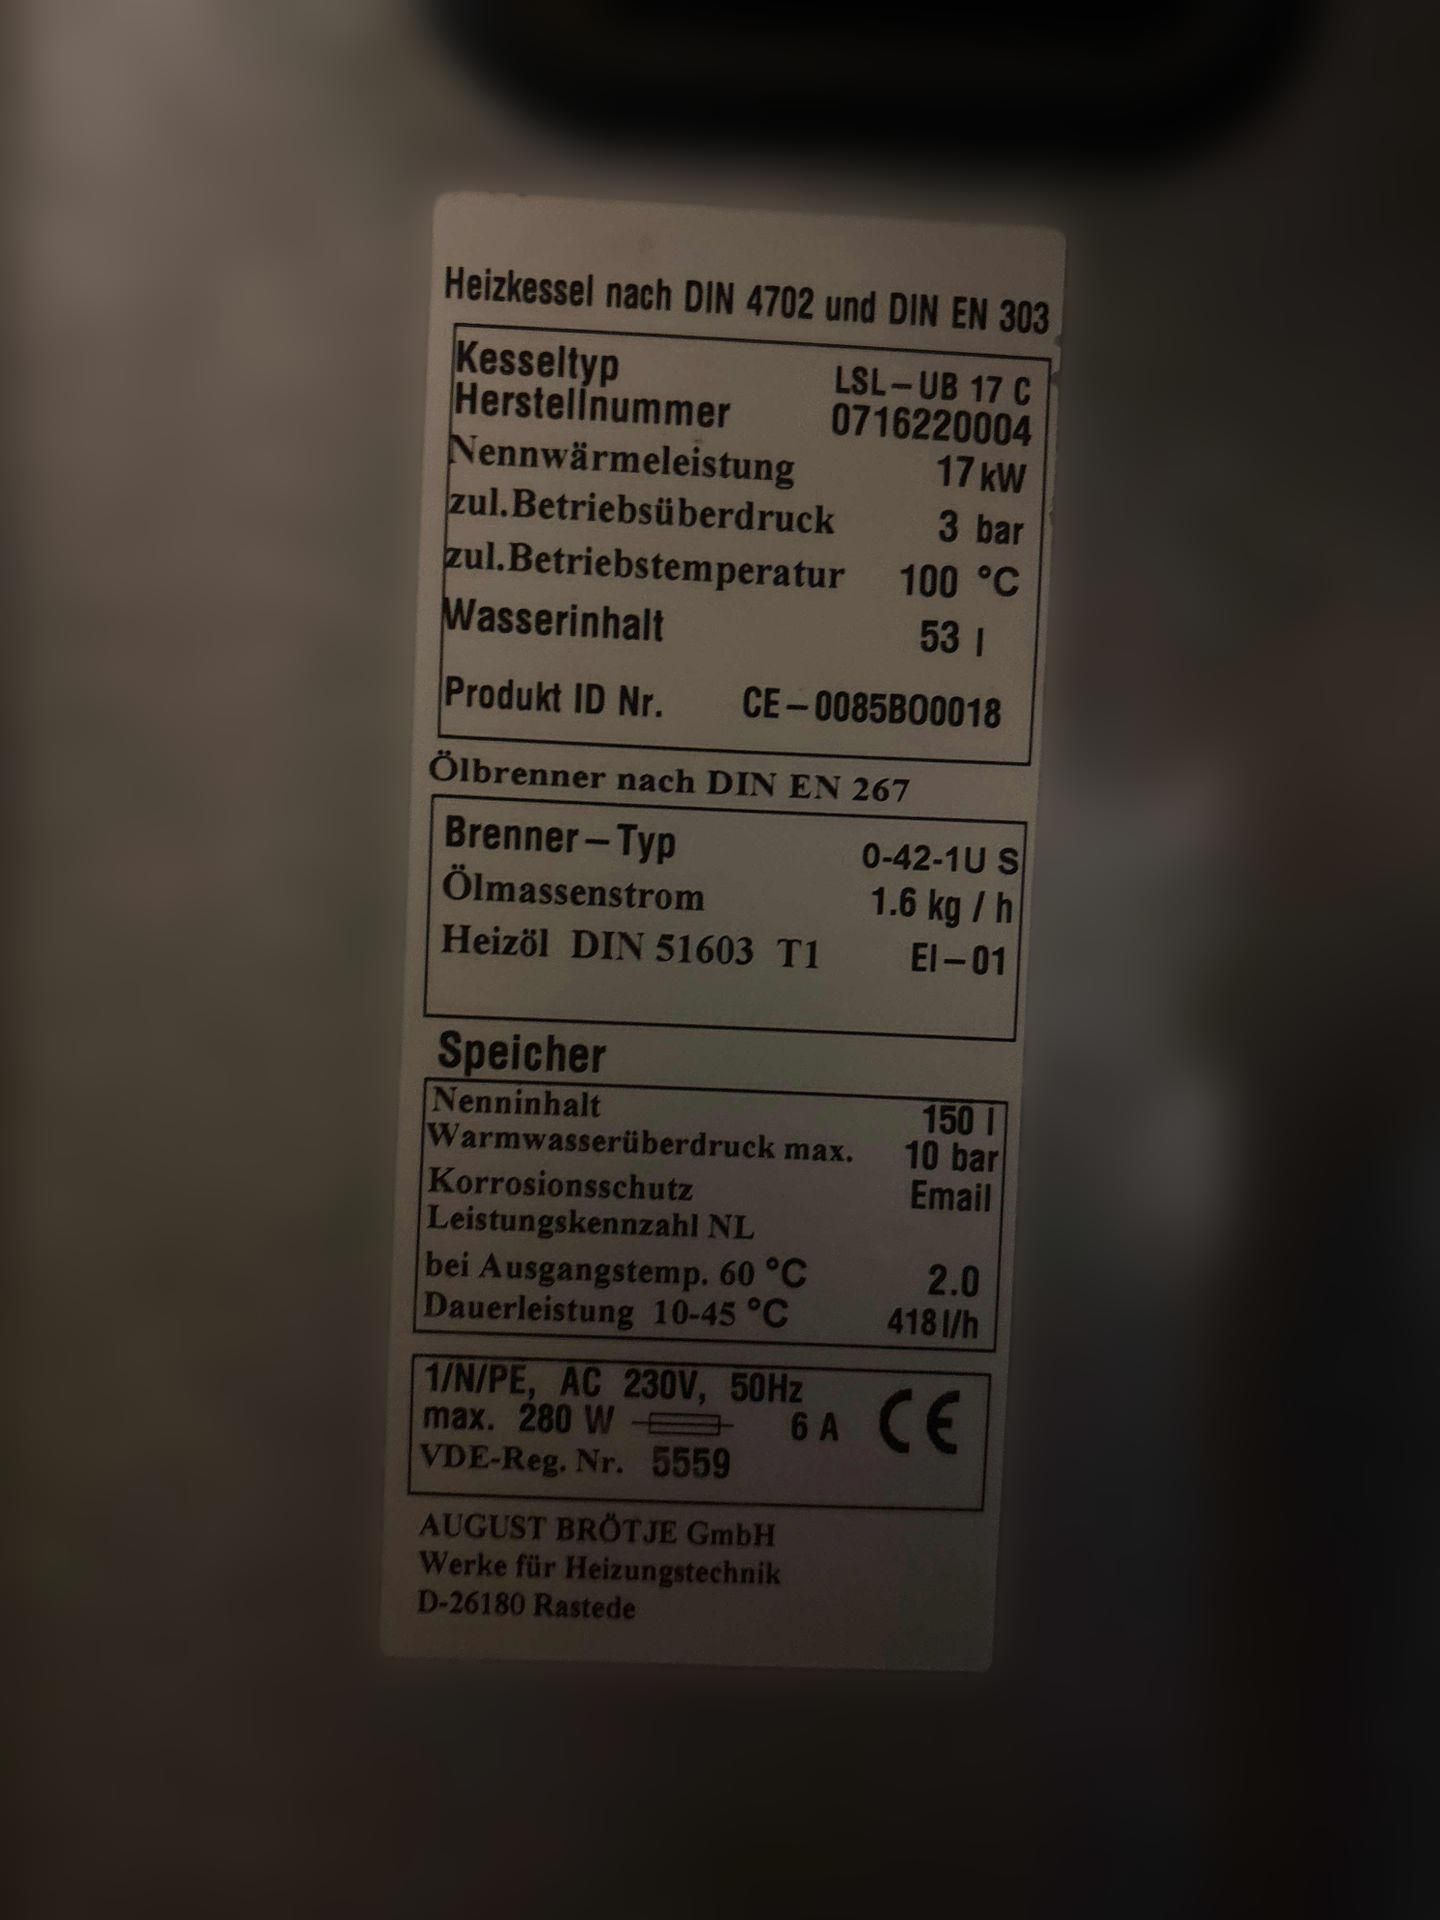 Heizkessel nach DIN 4702 und DIN EN 303
Kesseltyp LSL-UB 17 C
Herstellnummer 0716220004
Nennwärmeleistung 17 kW
zul.Betriebsüberdruck 3 bar
zul.Betriebstemperatur 100 °C
Wasserinhalt 53 l
Produkt ID Nr. CE-0085BO0018
Ölbrenner nach DIN EN 267
Brenner-Typ 0-42-1U S
Ölmassenstrom 1.6 kg / h
Heizöl DIN 51603 T1 El-01
Speicher
Nenninhalt 150 l
Warmwasserüberdruck max. 10 bar
Korrosionsschutz Email
Leistungskennzahl NL
bei Ausgangstemp. 60 °C 2.0
Dauerleistung 10-45 °C 418 l/h
1/N/PE, AC 230V, 50Hz
max. 280 W 6 A CE
VDE-Reg. Nr. 5559
AUGUST BRÖTJE GmbH
Werke für Heizungstechnik
D-26180 Rastede